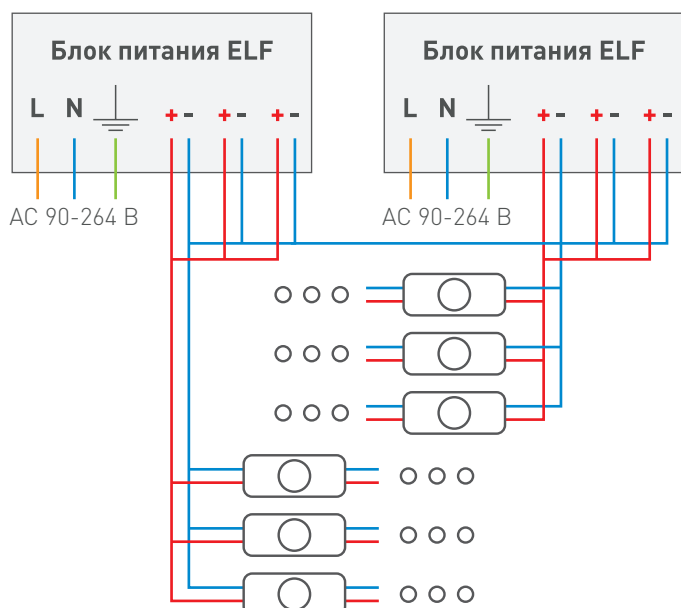 Блок питания ELF
L N + - + - + -
AC 90-264 В
Блок питания ELF
L N + - + - + -
AC 90-264 В